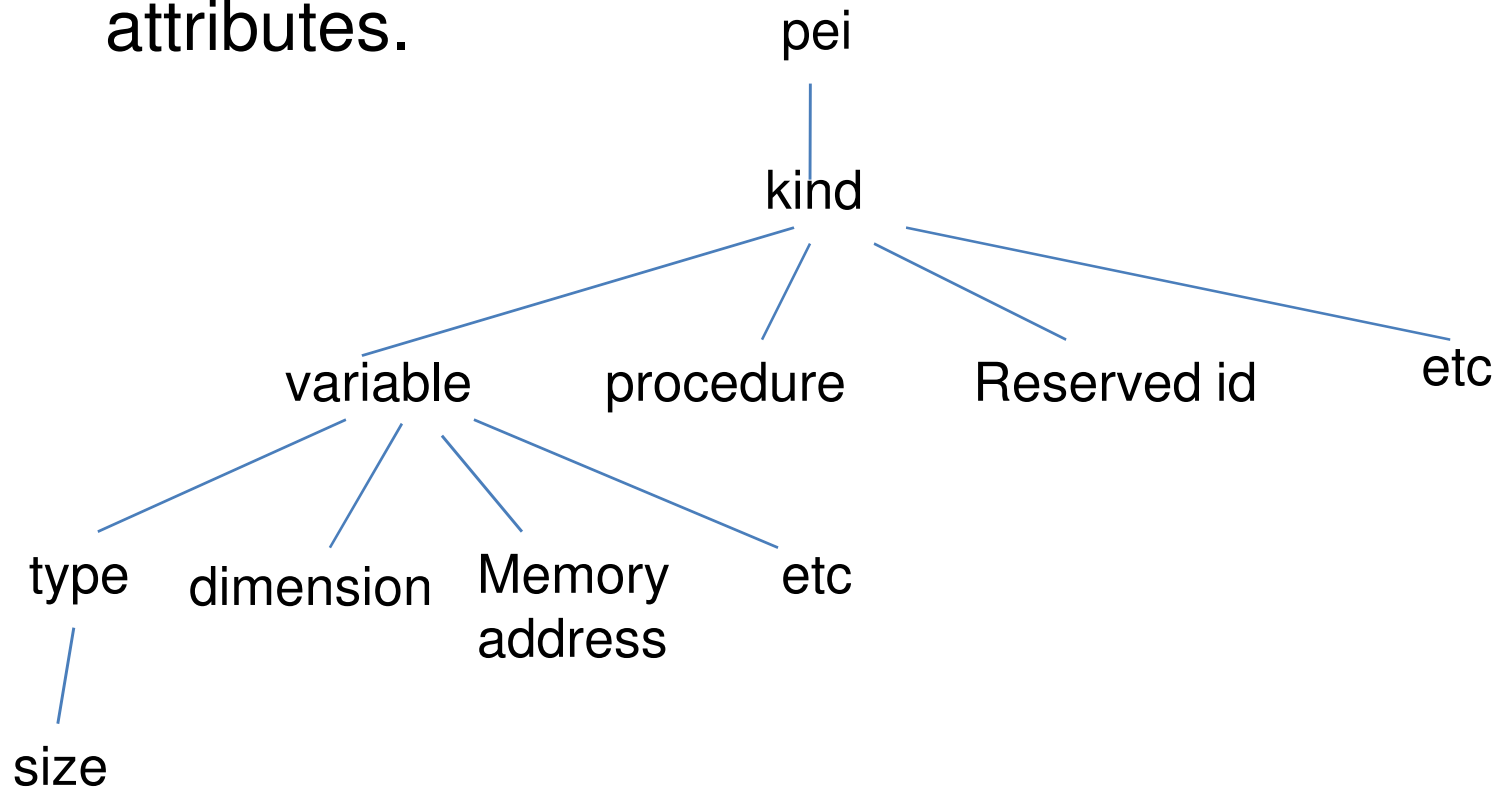 attributes.
pei
kind
variable procedure Reserved id etc
type dimension Memory address etc
size